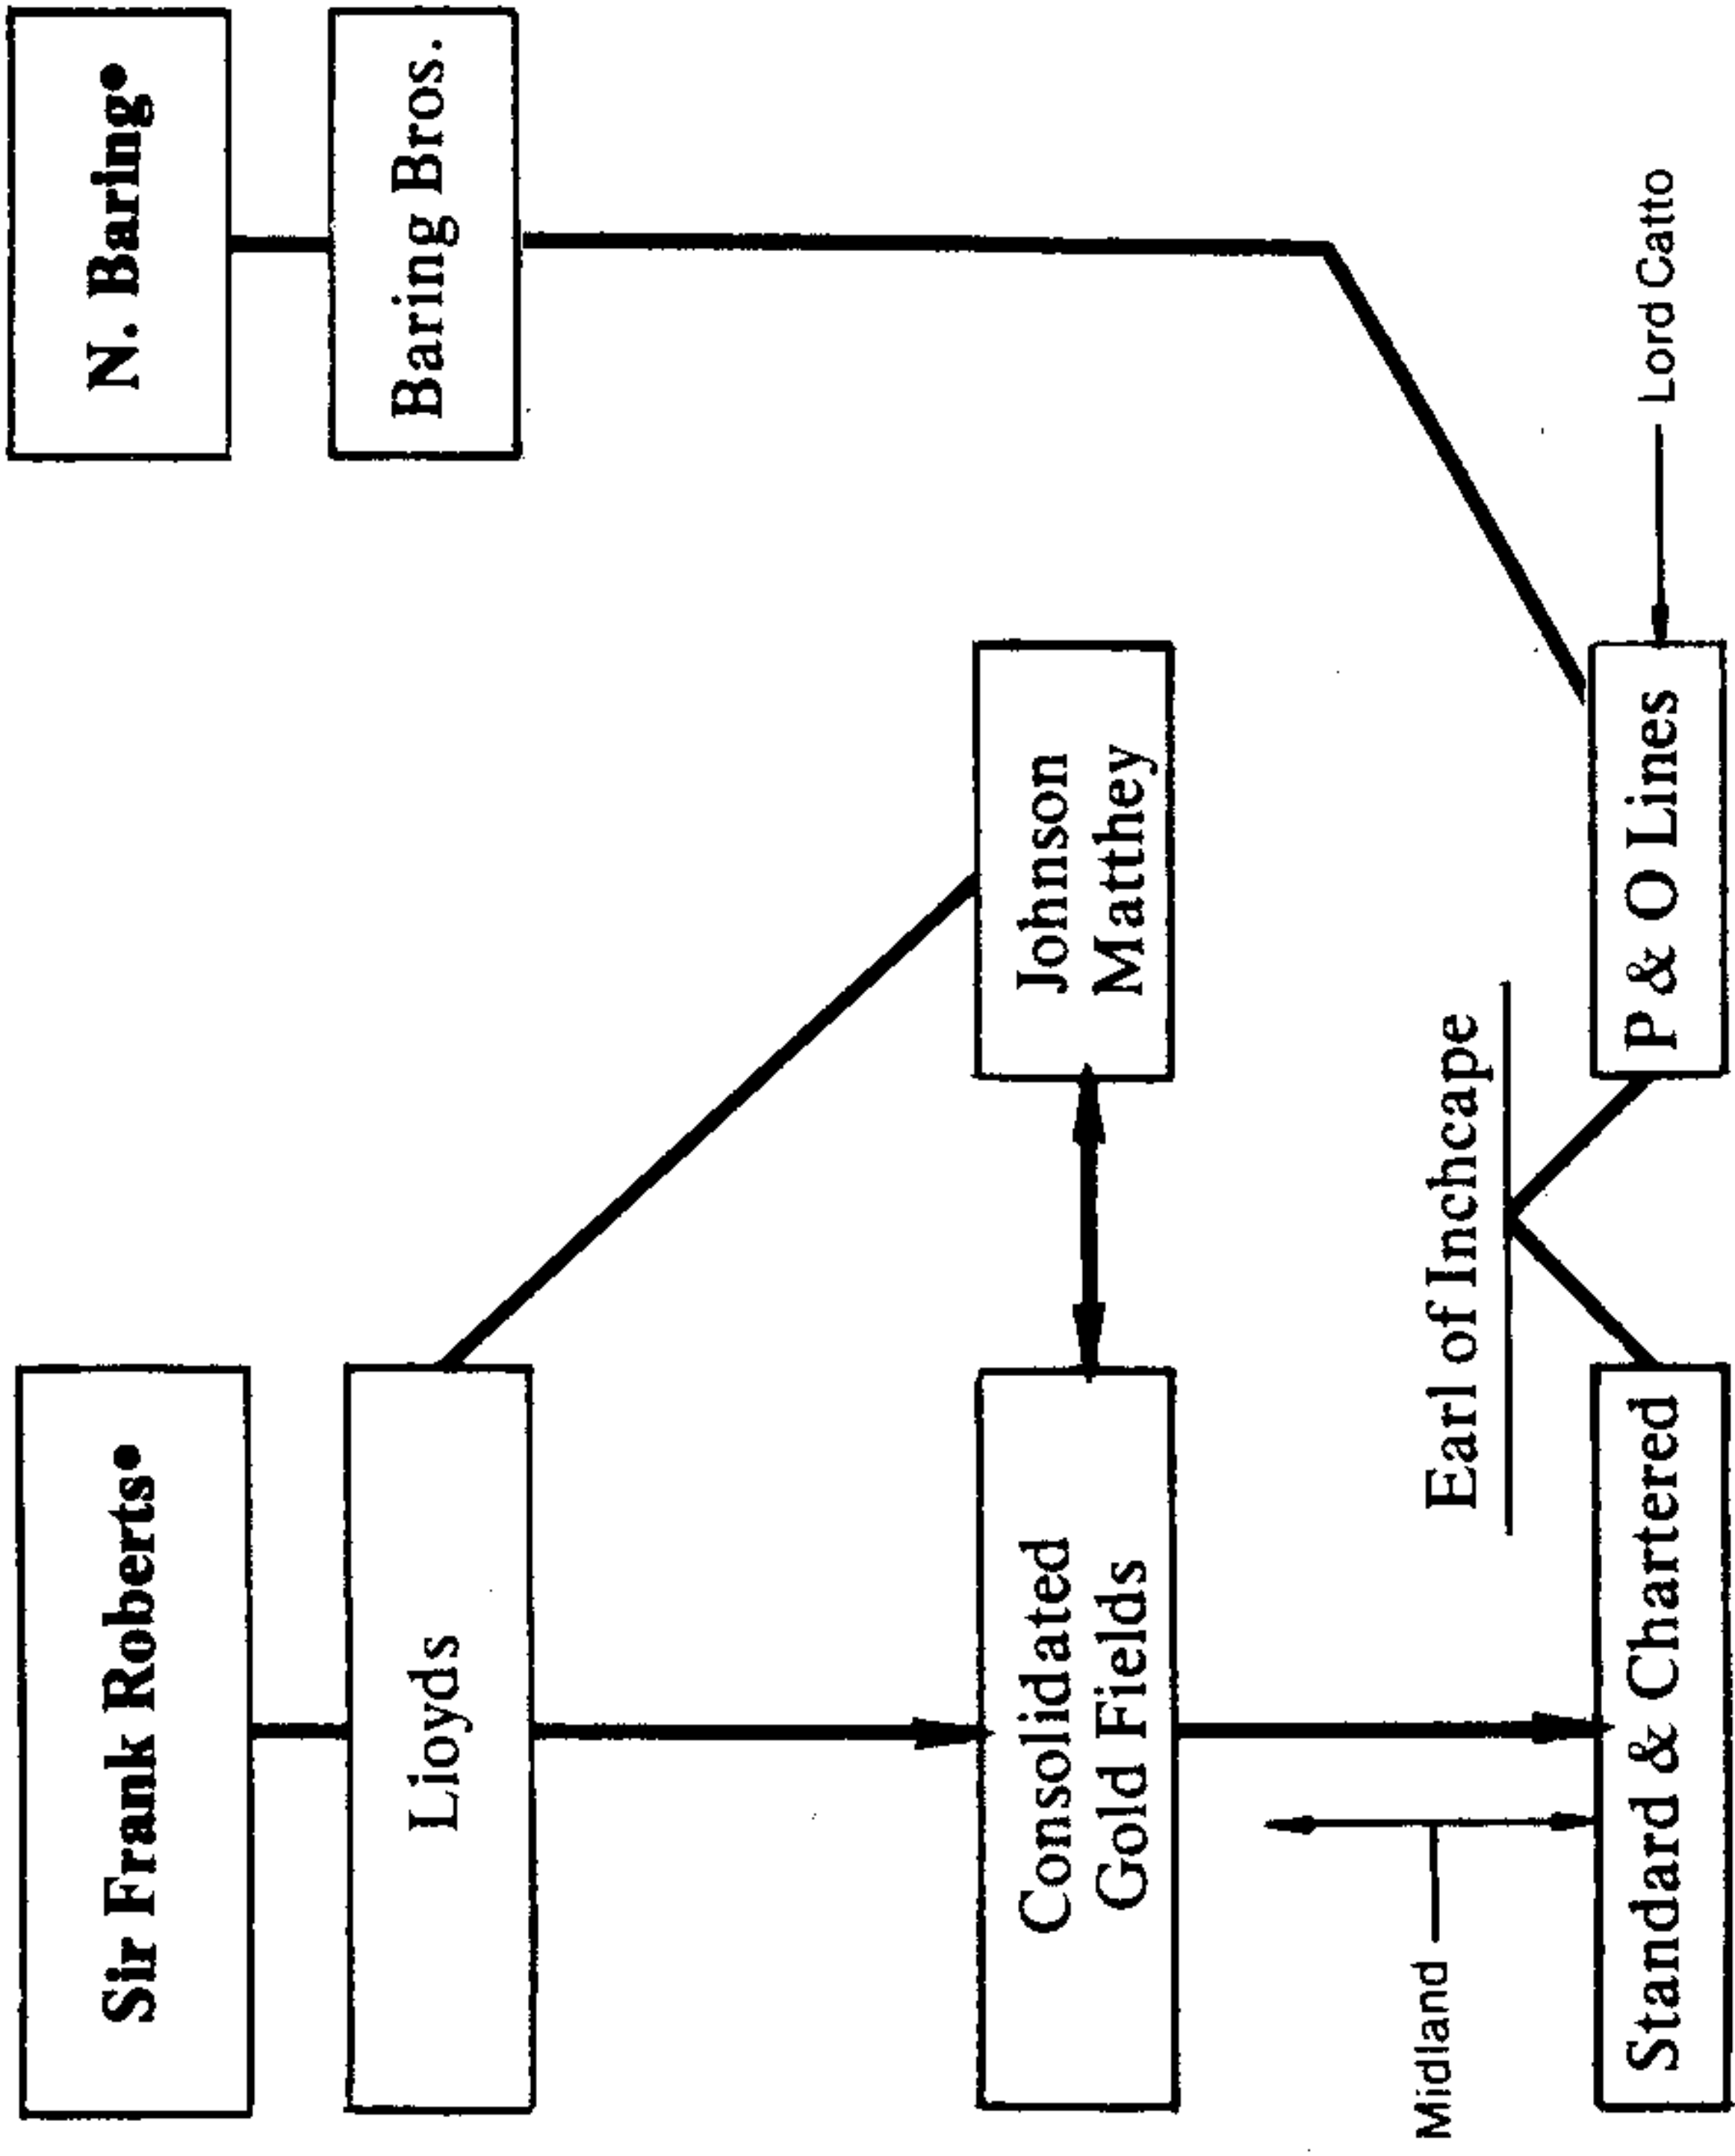 Sir Frank Roberts•
N. Baring•
Lioyds
Baring Bros.
Consolidated
Gold Fields
Johnson
Matthey
Midland
Earl of Inchcape
Standard & Chartered
P & O Lines
Lord Catto